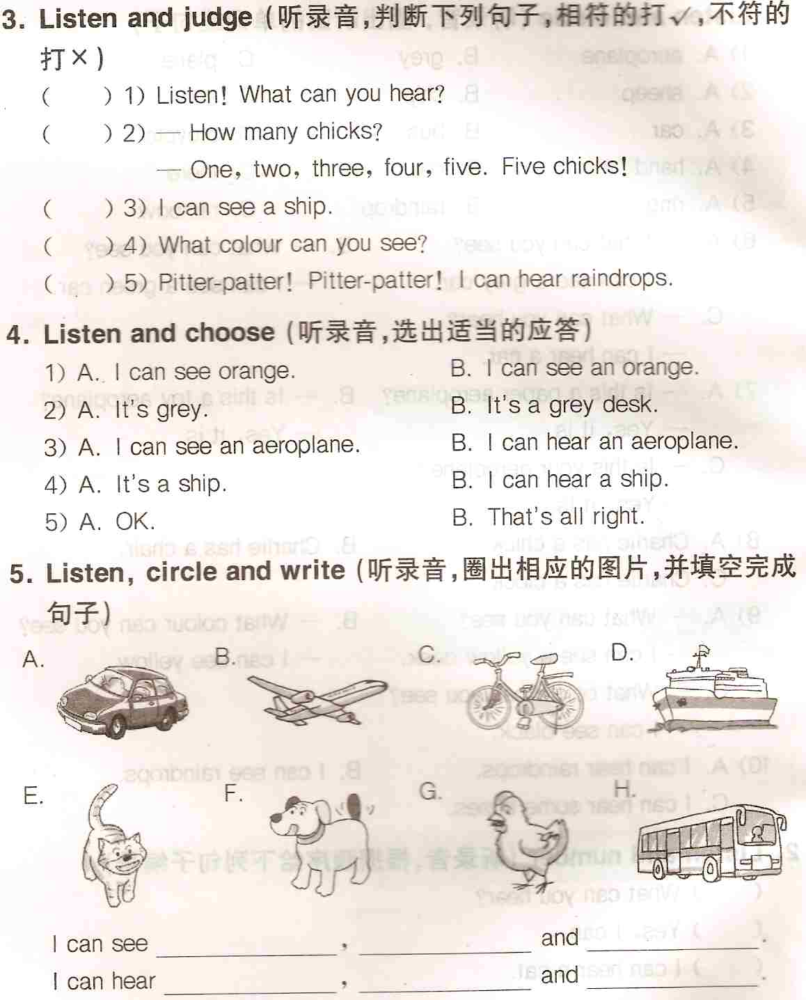 3. Listen and judge (听录音,判断下列句子,相符的打✓,不符的
打×)
(    ) 1) Listen! What can you hear?
(    ) 2) — How many chicks?
— One, two, three, four, five. Five chicks!
(    ) 3) I can see a ship.
(    ) 4) What colour can you see?
(    ) 5) Pitter-patter! Pitter-patter! I can hear raindrops.
4. Listen and choose (听录音,选出适当的应答)
1) A. I can see orange. B. I can see an orange.
2) A. It's grey. B. It's a grey desk.
3) A. I can see an aeroplane. B. I can hear an aeroplane.
4) A. It's a ship. B. I can hear a ship.
5) A. OK. B. That's all right.
5. Listen, circle and write (听录音,圈出相应的图片,并填空完成
句子)
A. B. C. D.
E. F. G. H.
I can see ____________, ____________ and ____________.
I can hear ____________, ____________ and ____________.